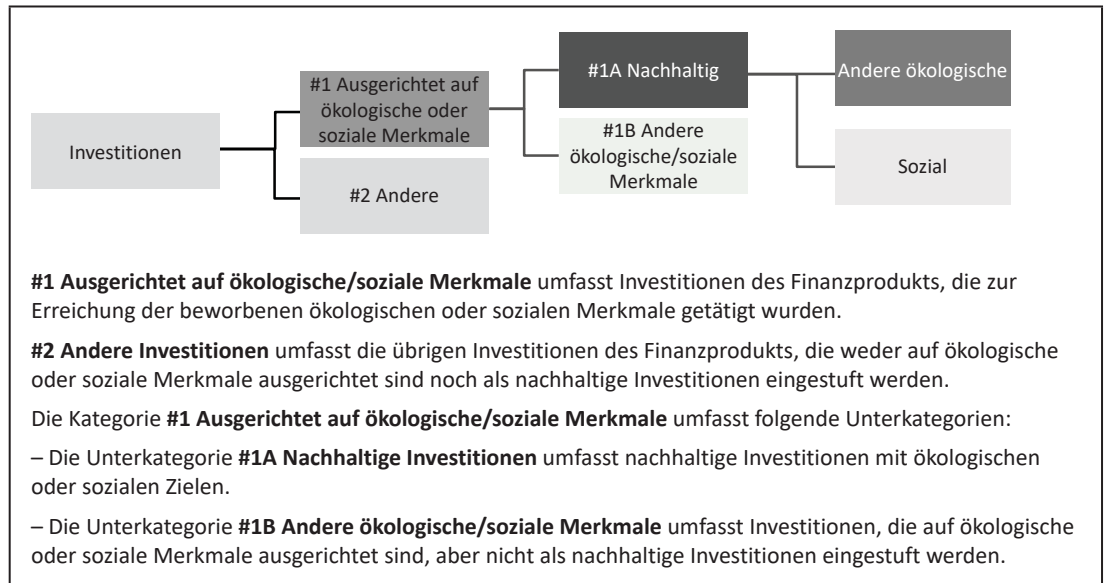 Investitionen
#1 Ausgerichtet auf
ökologische oder
soziale Merkmale
#2 Andere
#1A Nachhaltig
#1B Andere
ökologische/soziale
Merkmale
Andere ökologische
Sozial
#1 Ausgerichtet auf ökologische/soziale Merkmale umfasst Investitionen des Finanzprodukts, die zur
Erreichung der beworbenen ökologischen oder sozialen Merkmale getätigt wurden.
#2 Andere Investitionen umfasst die übrigen Investitionen des Finanzprodukts, die weder auf ökologische
oder soziale Merkmale ausgerichtet sind noch als nachhaltige Investitionen eingestuft werden.
Die Kategorie #1 Ausgerichtet auf ökologische/soziale Merkmale umfasst folgende Unterkategorien:
– Die Unterkategorie #1A Nachhaltige Investitionen umfasst nachhaltige Investitionen mit ökologischen
oder sozialen Zielen.
– Die Unterkategorie #1B Andere ökologische/soziale Merkmale umfasst Investitionen, die auf ökologische
oder soziale Merkmale ausgerichtet sind, aber nicht als nachhaltige Investitionen eingestuft werden.